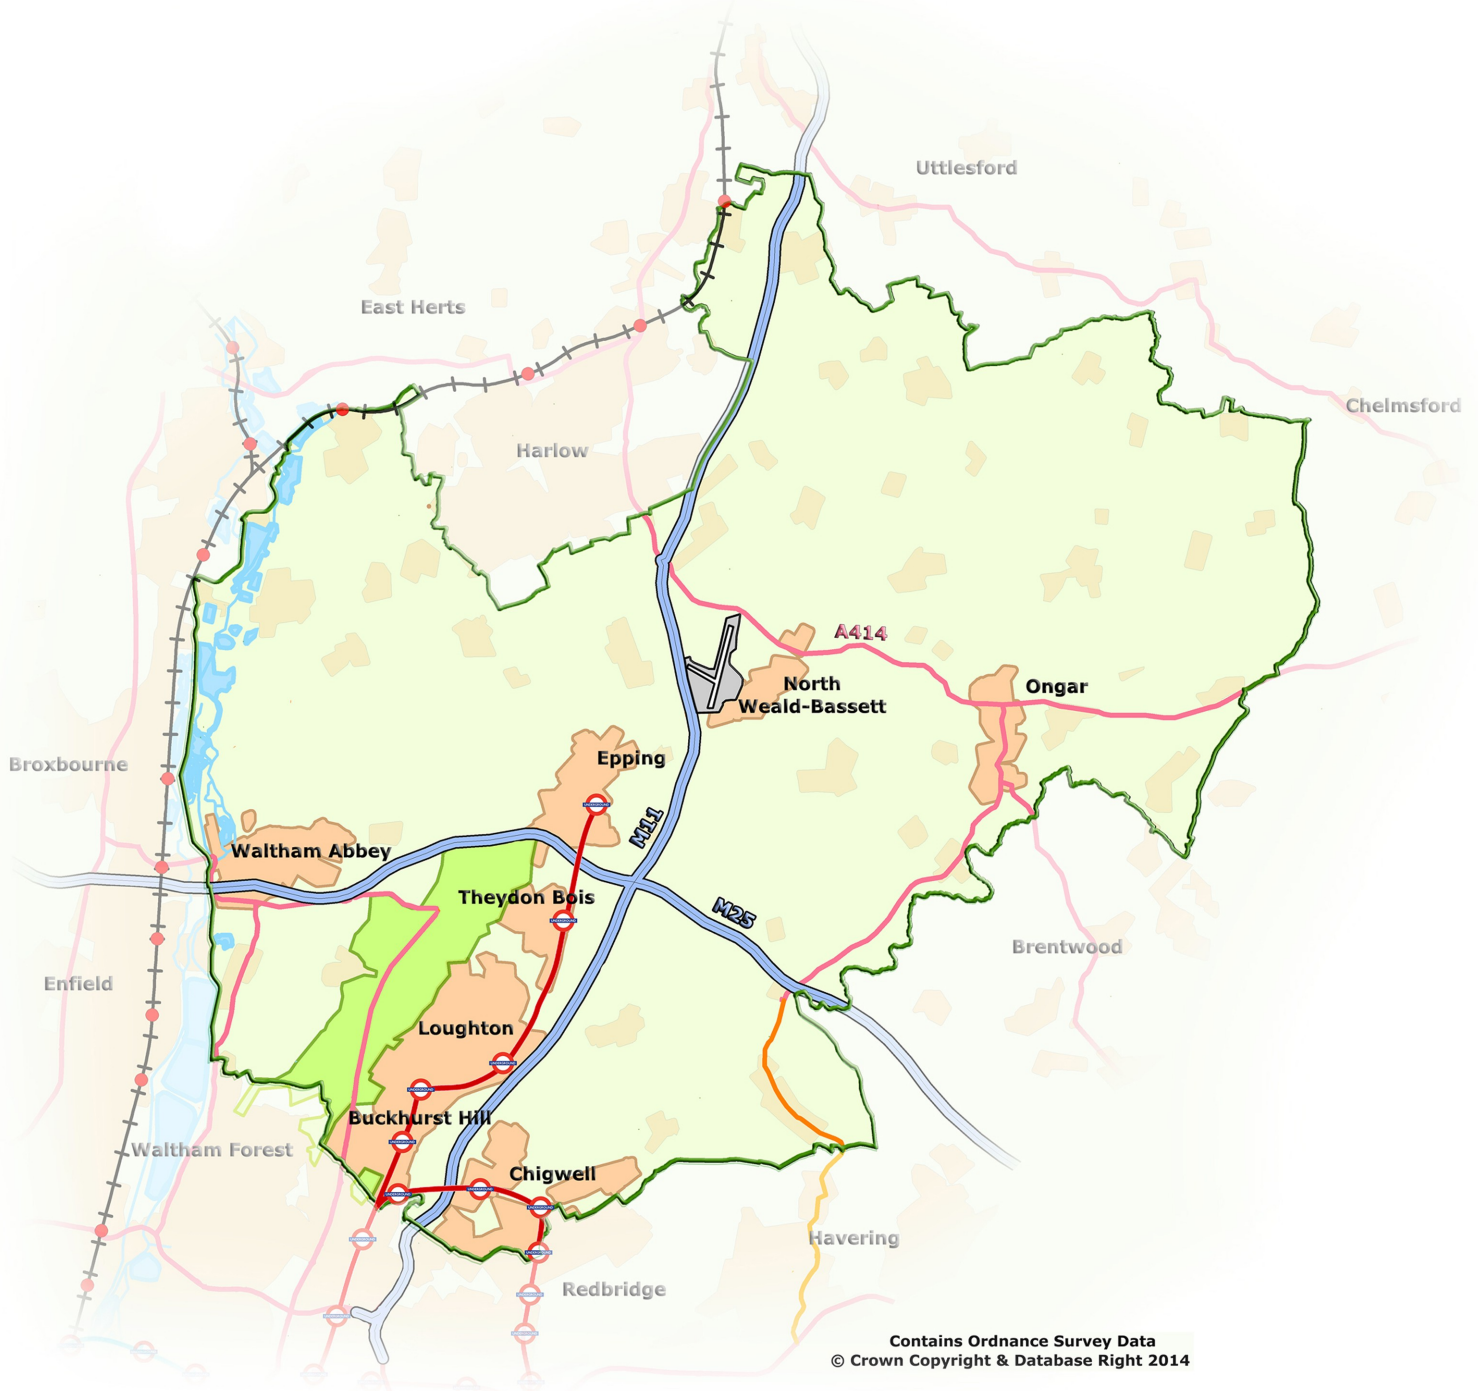 Uttlesford
East Herts
Chelmsford
Harlow
A414
North
Weald-Bassett
Ongar
Epping
Broxbourne
M11
Waltham Abbey
Theydon Bois
M25
Brentwood
Enfield
Loughton
Buckhurst Hill
Waltham Forest
Chigwell
Havering
Redbridge
Contains Ordnance Survey Data
© Crown Copyright & Database Right 2014